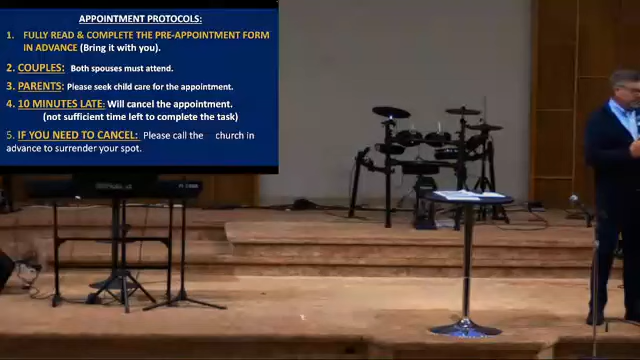 APPOINTMENT PROTOCOLS:
1. FULLY READ & COMPLETE THE PRE-APPOINTMENT FORM
IN ADVANCE (Bring it with you).
2. COUPLES: Both spouses must attend.
3. PARENTS: Please seek child care for the appointment.
4. 10 MINUTES LATE: Will cancel the appointment.
(not sufficient time left to complete the task)
5. IF YOU NEED TO CANCEL: Please call the church in
advance to surrender your spot.